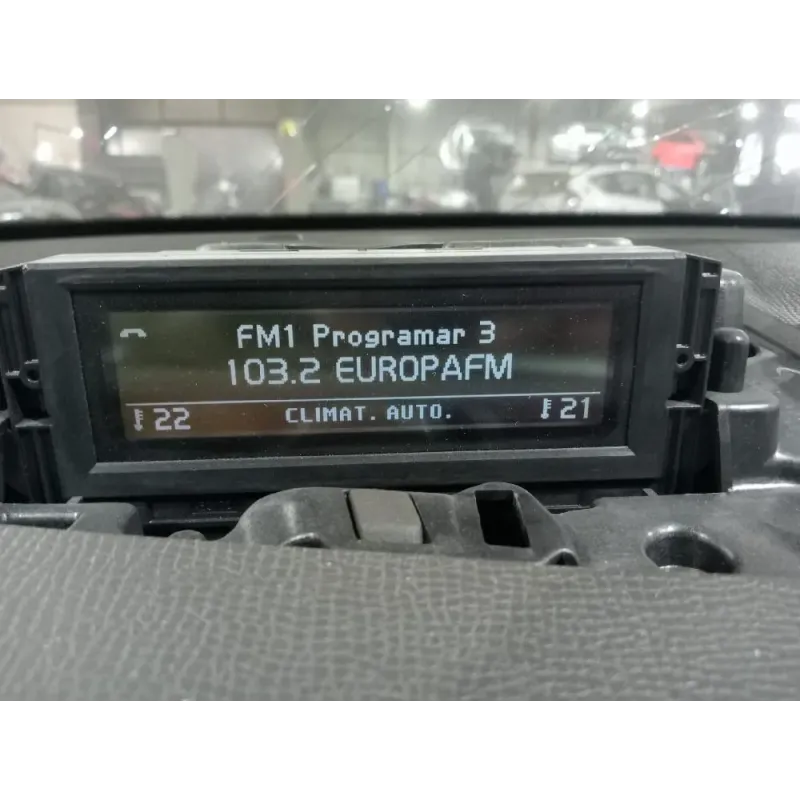 FM1 Programar 3
103.2 EUROPAFM
22 CLIMAT. AUTO. 21